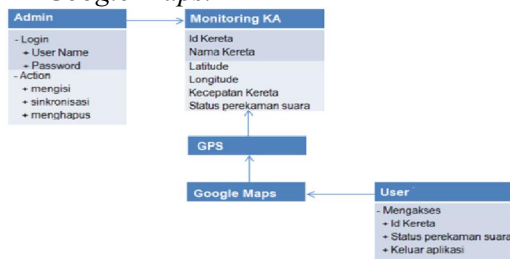 Google Maps.
Admin
- Login
+ User Name
+ Password
- Action
+ mengisi
+ sinkronisasi
+ menghapus
Monitoring KA
Id Kereta
Nama Kereta
Latitude
Longitude
Kecepatan Kereta
Status perekaman suara
GPS
Google Maps
User
- Mengakses
+ Id Kereta
+ Status perekaman suara
+ Keluar aplikasi